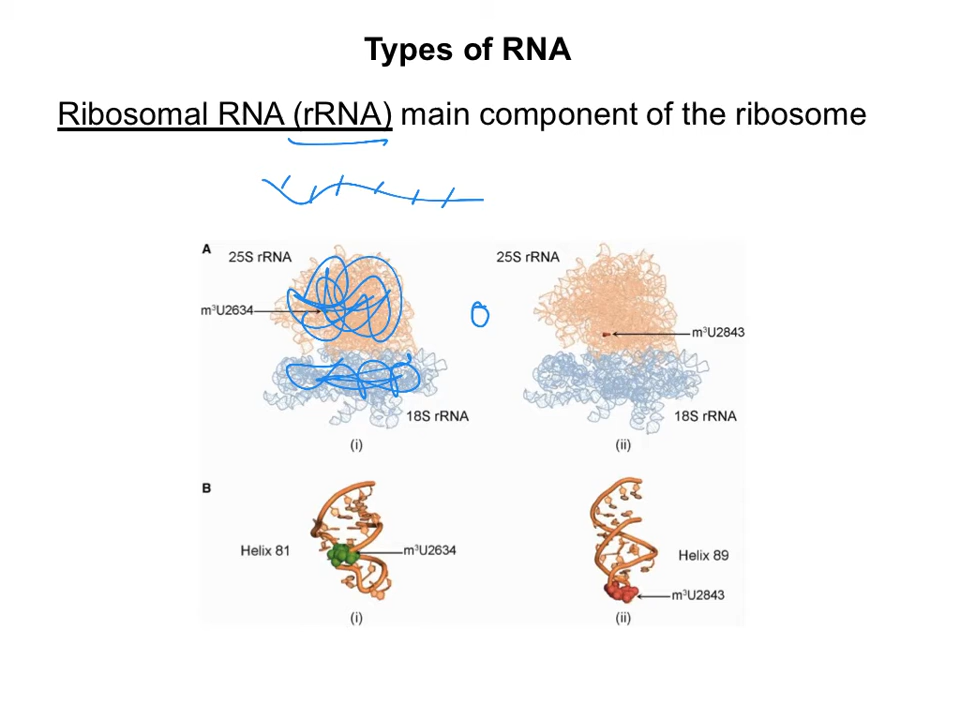 Types of RNA
Ribosomal RNA (rRNA) main component of the ribosome
A
25S rRNA
m³U2634
18S rRNA
(i)
25S rRNA
m³U2843
18S rRNA
(ii)
B
Helix 81
m³U2634
(i)
Helix 89
m³U2843
(ii)